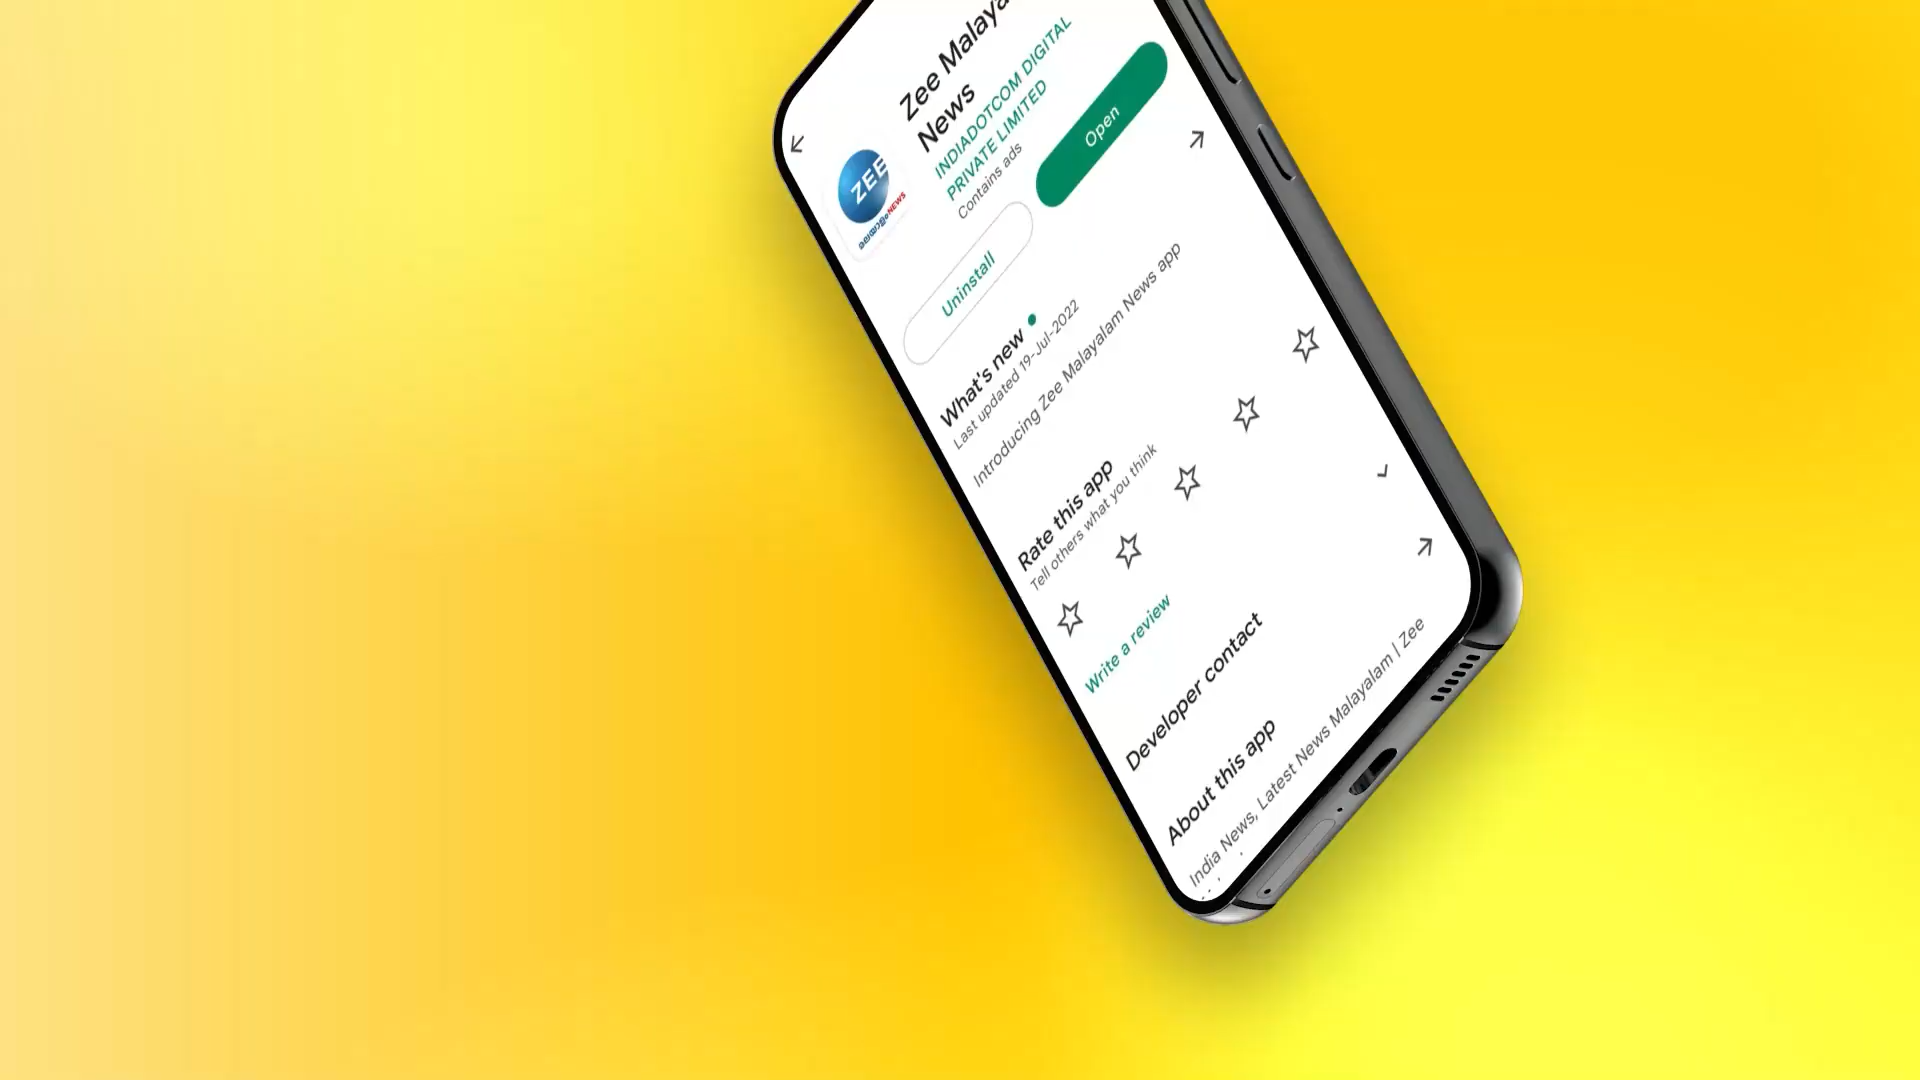 Zee Malaya
News
INDIADOTCOM DIGITAL
PRIVATE LIMITED
Contains ads
ZEE
മലയാളംNEWS
Uninstall
Open
What's new
Last updated 19-Jul-2022
Introducing Zee Malayalam News app
Rate this app
Tell others what you think
Write a review
Developer contact
About this app
India News, Latest News Malayalam | Zee